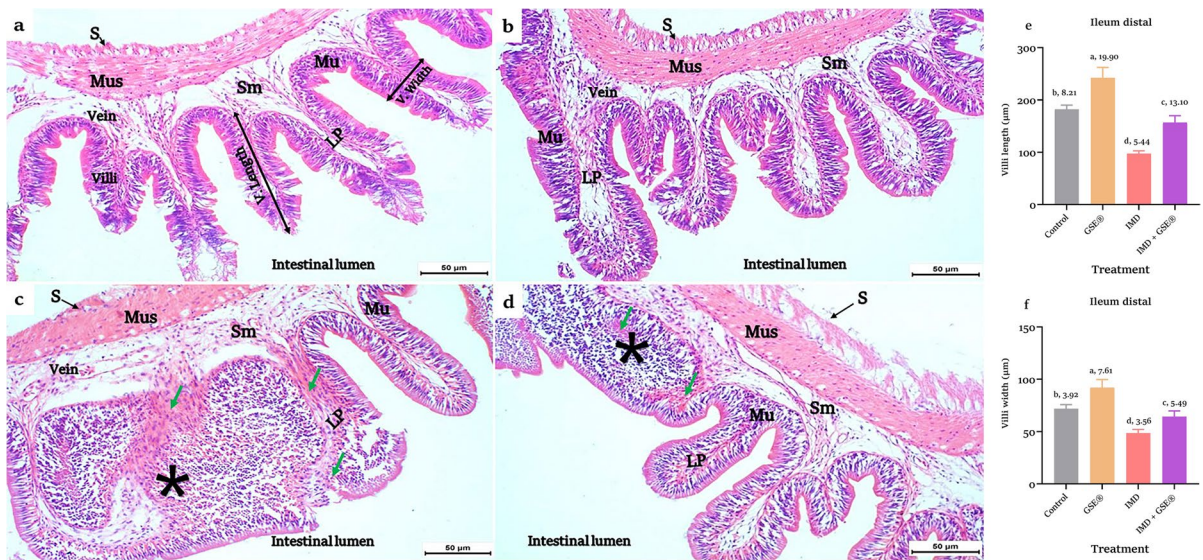 a
S
Mus
Mu
V. Width
Sm
Vein
LP
Villi
V. Length
Intestinal lumen
50 µm
b
S
Mus
Sm
Vein
Mu
LP
Intestinal lumen
50 µm
c
S
Mus
Mu
Sm
Vein
LP
Intestinal lumen
50 µm
d
S
Mus
Mu
Sm
LP
Intestinal lumen
50 µm
e
Ileum distal
Villi length (µm)
300
200
100
0
b, 8.21
a, 19.90
d, 5.44
c, 13.10
Control
GSE®
IMD
IMD + GSE®
Treatment
f
Ileum distal
Villi width (µm)
150
100
50
0
b, 3.92
a, 7.61
d, 3.56
c, 5.49
Control
GSE®
IMD
IMD + GSE®
Treatment